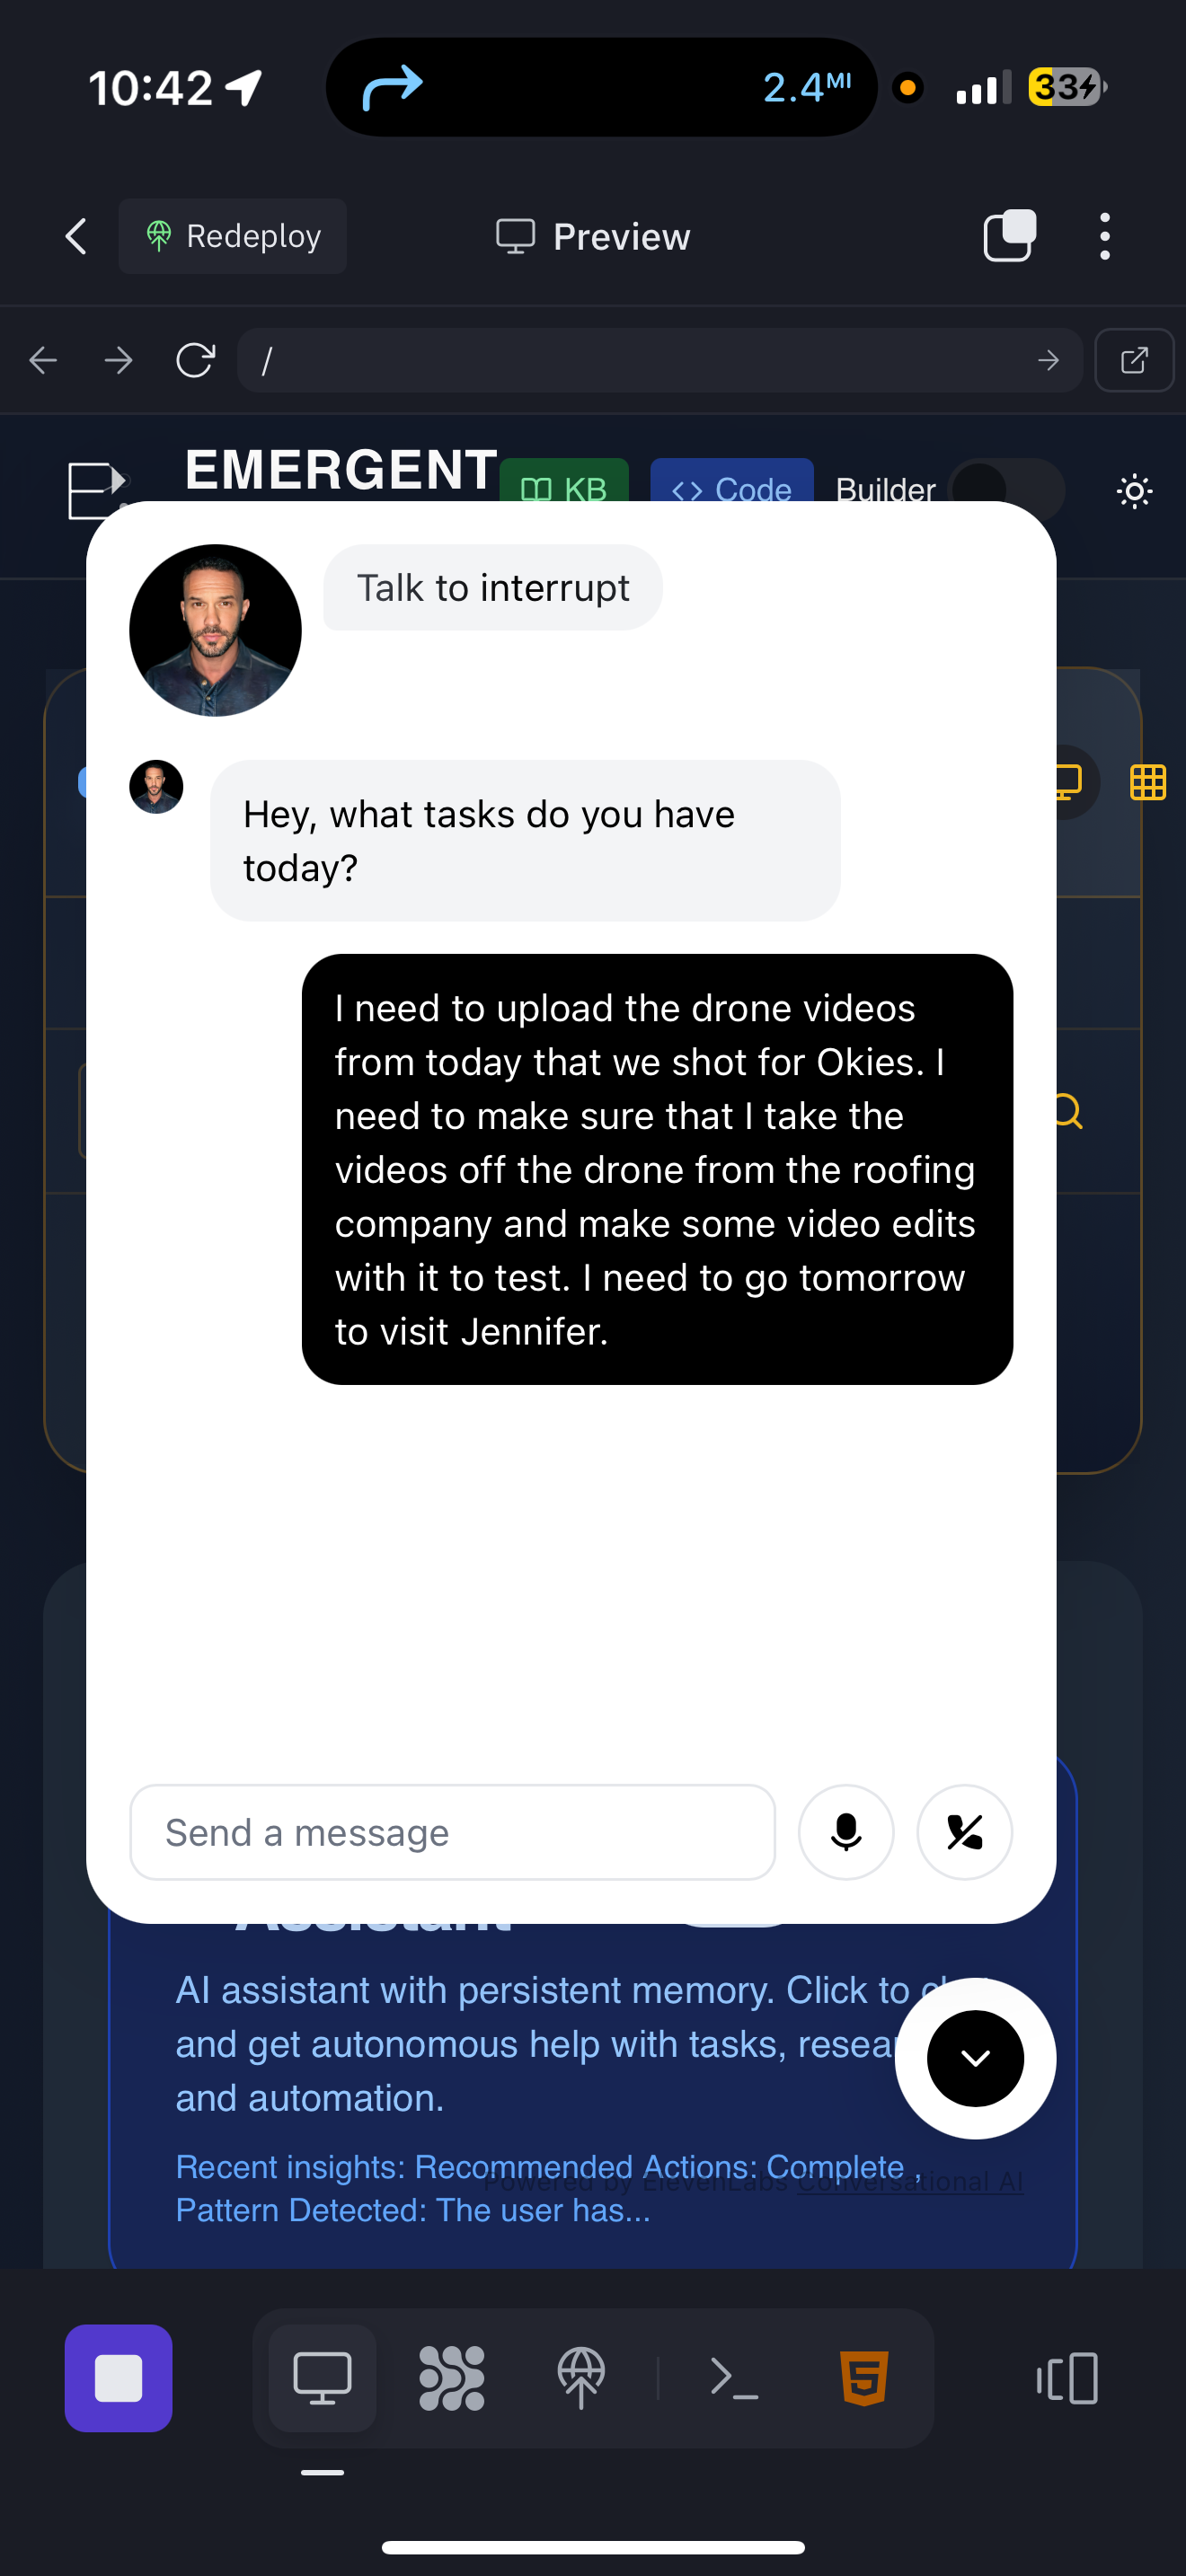 10:42
2.4MI
33
Redeploy
Preview
/
EMERGENT
KB
<> Code
Builder
Talk to interrupt
Hey, what tasks do you have
today?
I need to upload the drone videos
from today that we shot for Okies. I
need to make sure that I take the
videos off the drone from the roofing
company and make some video edits
with it to test. I need to go tomorrow
to visit Jennifer.
Send a message
Assistant
AI assistant with persistent memory. Click to
and get autonomous help with tasks,
and automation.
Recent insights: Recommended Actions: Complete ,
Powered by ElevenLabs Conversational AI
Pattern Detected: The user has...